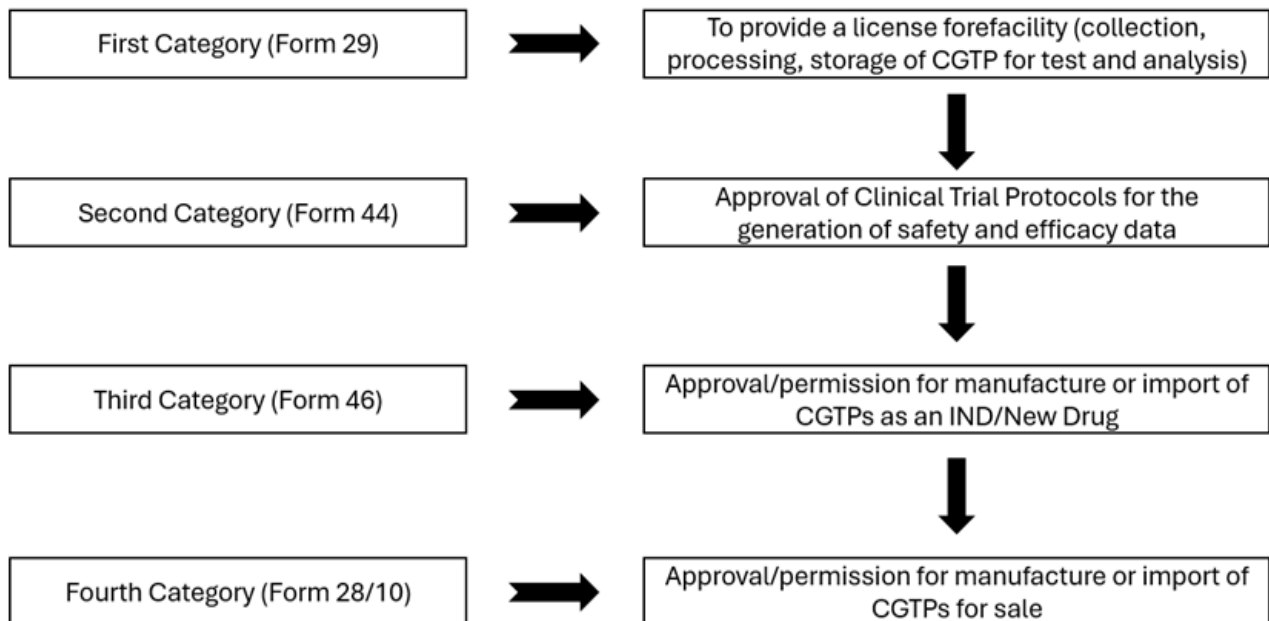 First Category (Form 29)
To provide a license forefacility (collection,
processing, storage of CGTP for test and analysis)
Second Category (Form 44)
Approval of Clinical Trial Protocols for the
generation of safety and efficacy data
Third Category (Form 46)
Approval/permission for manufacture or import of
CGTPs as an IND/New Drug
Fourth Category (Form 28/10)
Approval/permission for manufacture or import of
CGTPs for sale